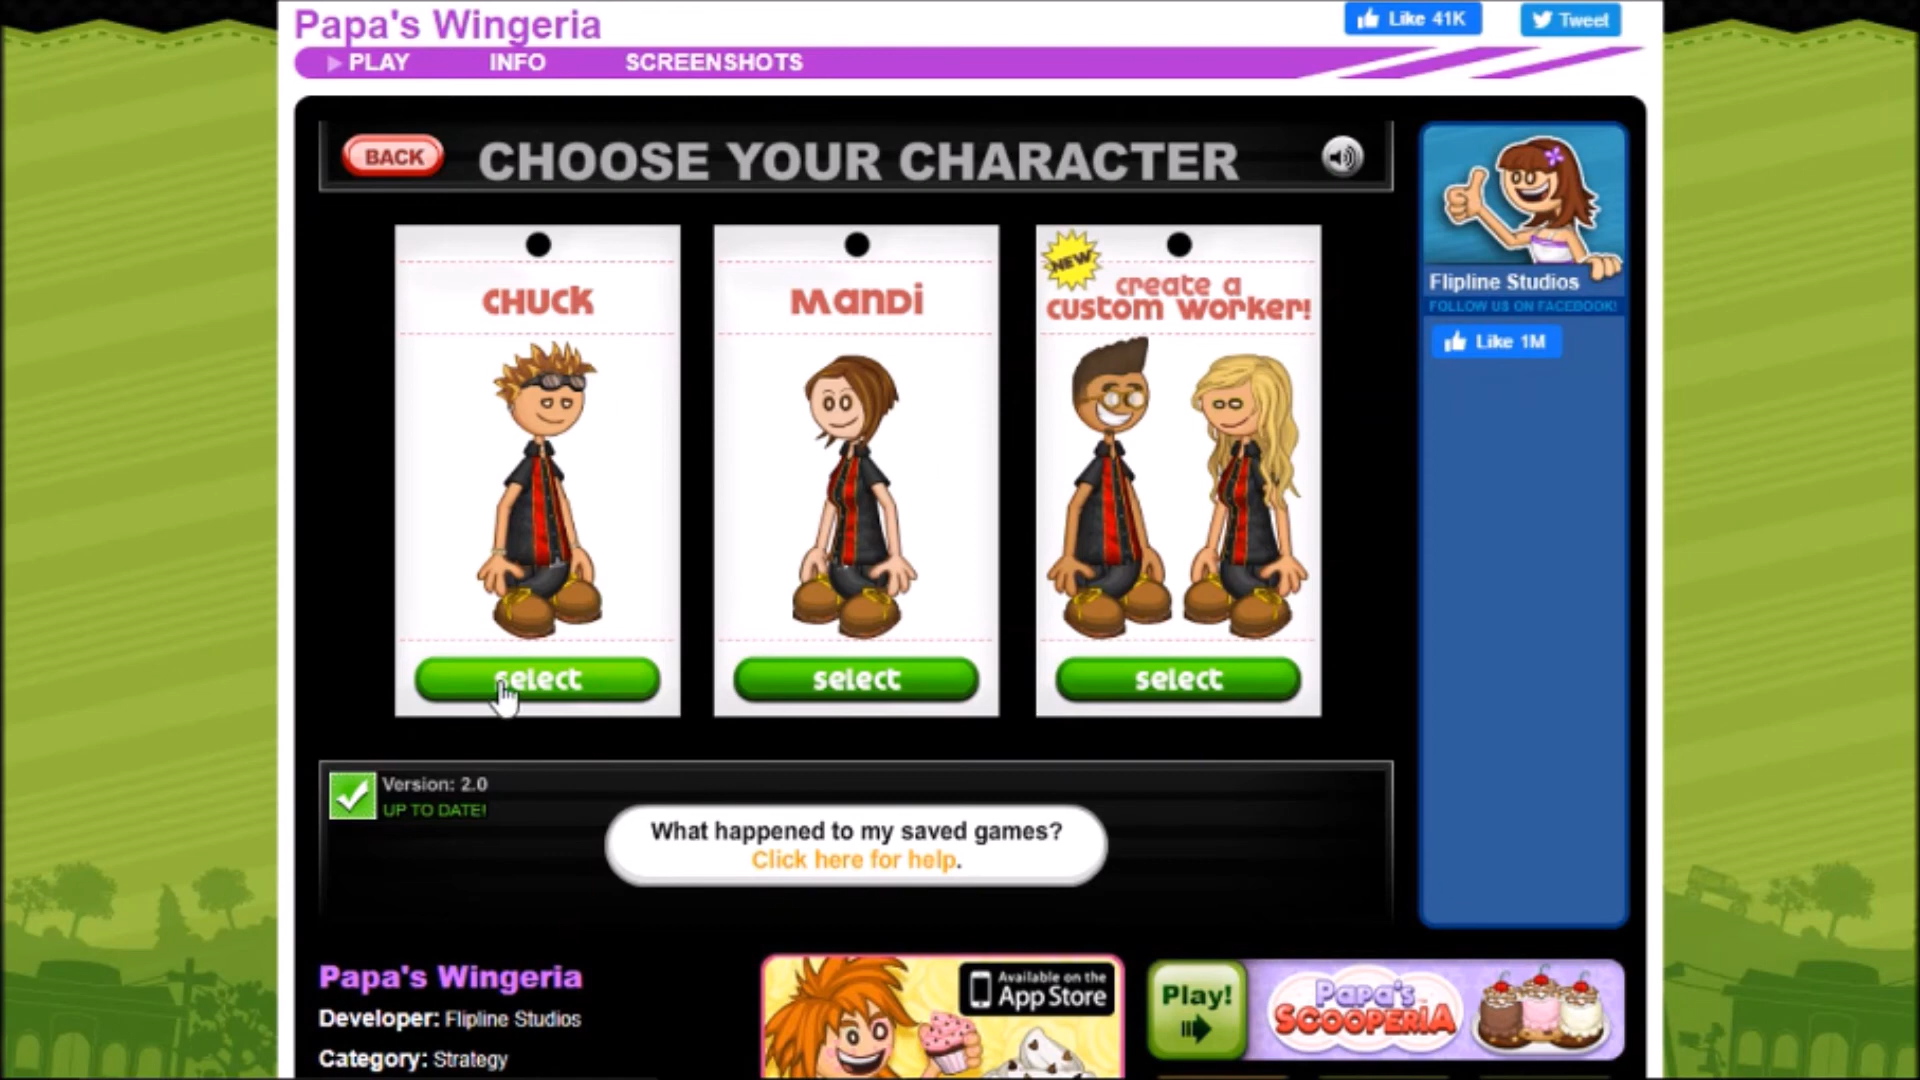 Papa's Wingeria
Like 41K
Tweet
PLAY INFO SCREENSHOTS
BACK
CHOOSE YOUR CHARACTER
CHUCK
select
MANDI
select
NEW
create a
custom worker!
select
Flipline Studios
FOLLOW US ON FACEBOOK!
Like 1M
Version: 2.0
UP TO DATE!
What happened to my saved games?
Click here for help.
Papa's Wingeria
Developer: Flipline Studios
Category: Strategy
Available on the
App Store
Play!
Papa's
SCOOPERIA